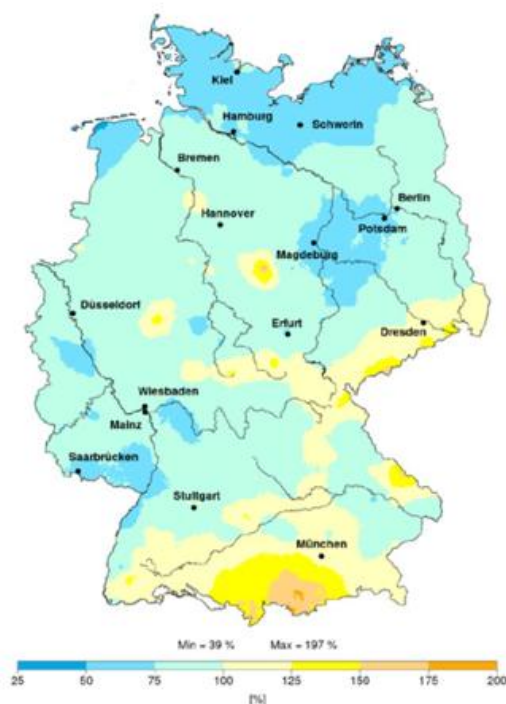 Kiel
Hamburg
Schwerin
Bremen
Berlin
Hannover
Potsdam
Magdeburg
Düsseldorf
Erfurt
Dresden
Wiesbaden
Mainz
Saarbrücken
Stuttgart
München
Min = 39 % Max = 197 %
25 50 75 100 125 150 175 200
[%]